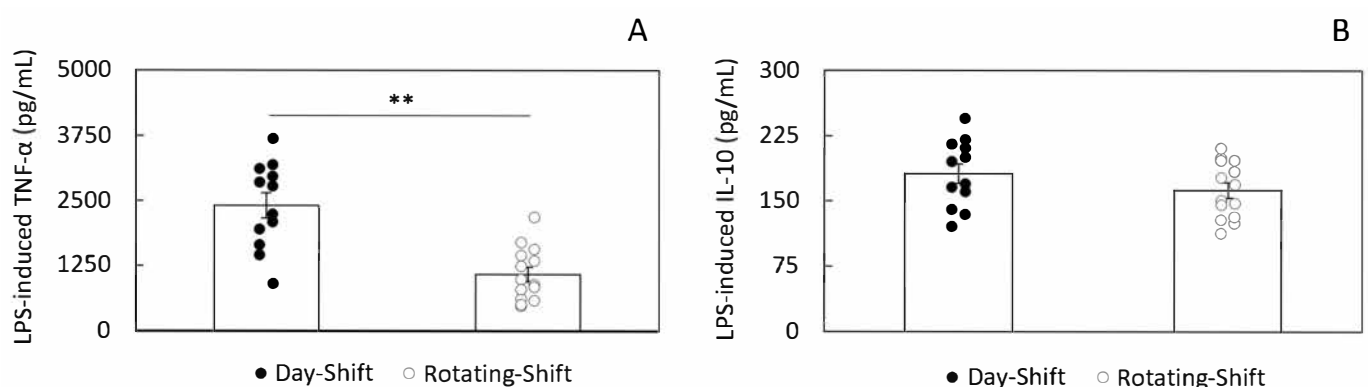 A
LPS-induced TNF-α (pg/mL)
5000
3750
2500
1250
0
**
● Day-Shift ○ Rotating-Shift
B
LPS-induced IL-10 (pg/mL)
300
225
150
75
0
● Day-Shift ○ Rotating-Shift